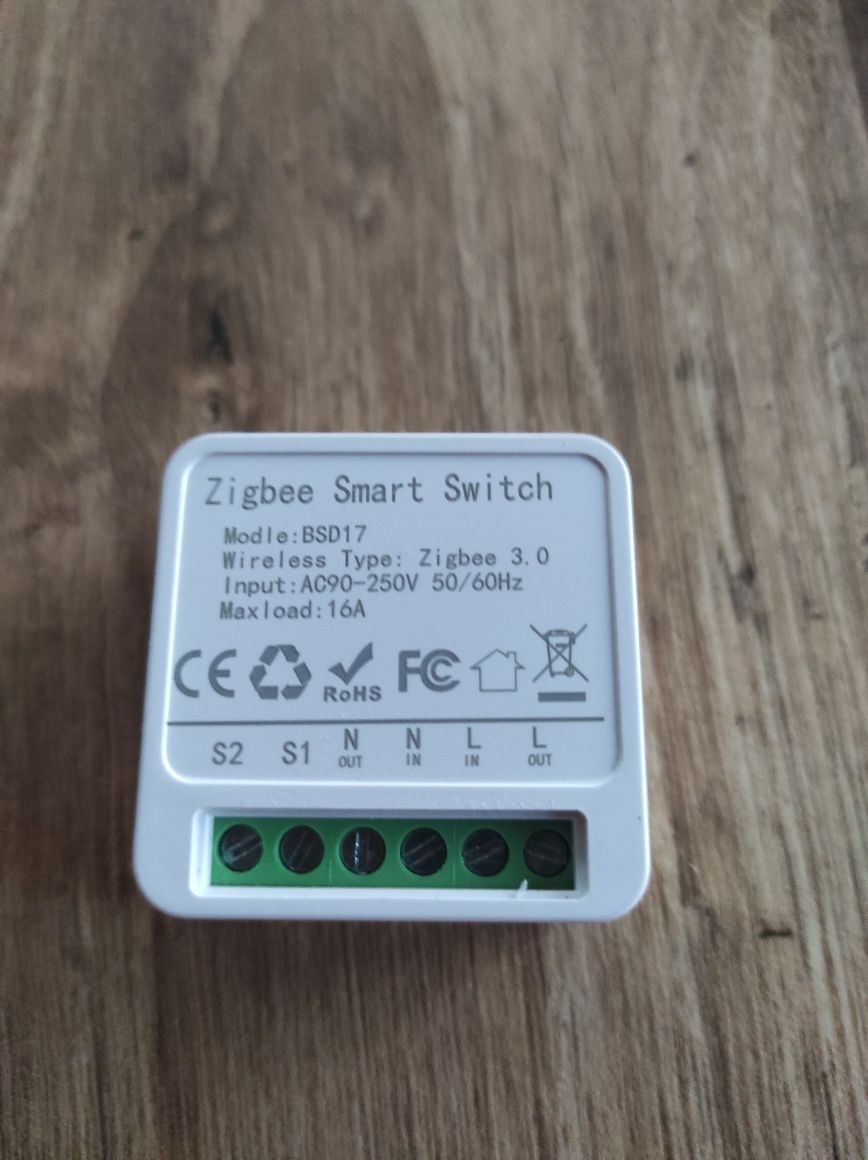 Zigbee Smart Switch
Modle:BSD17
Wireless Type: Zigbee 3.0
Input:AC90-250V 50/60Hz
Maxload:16A
CE RoHS FC
S2 S1 N OUT N IN L IN L OUT